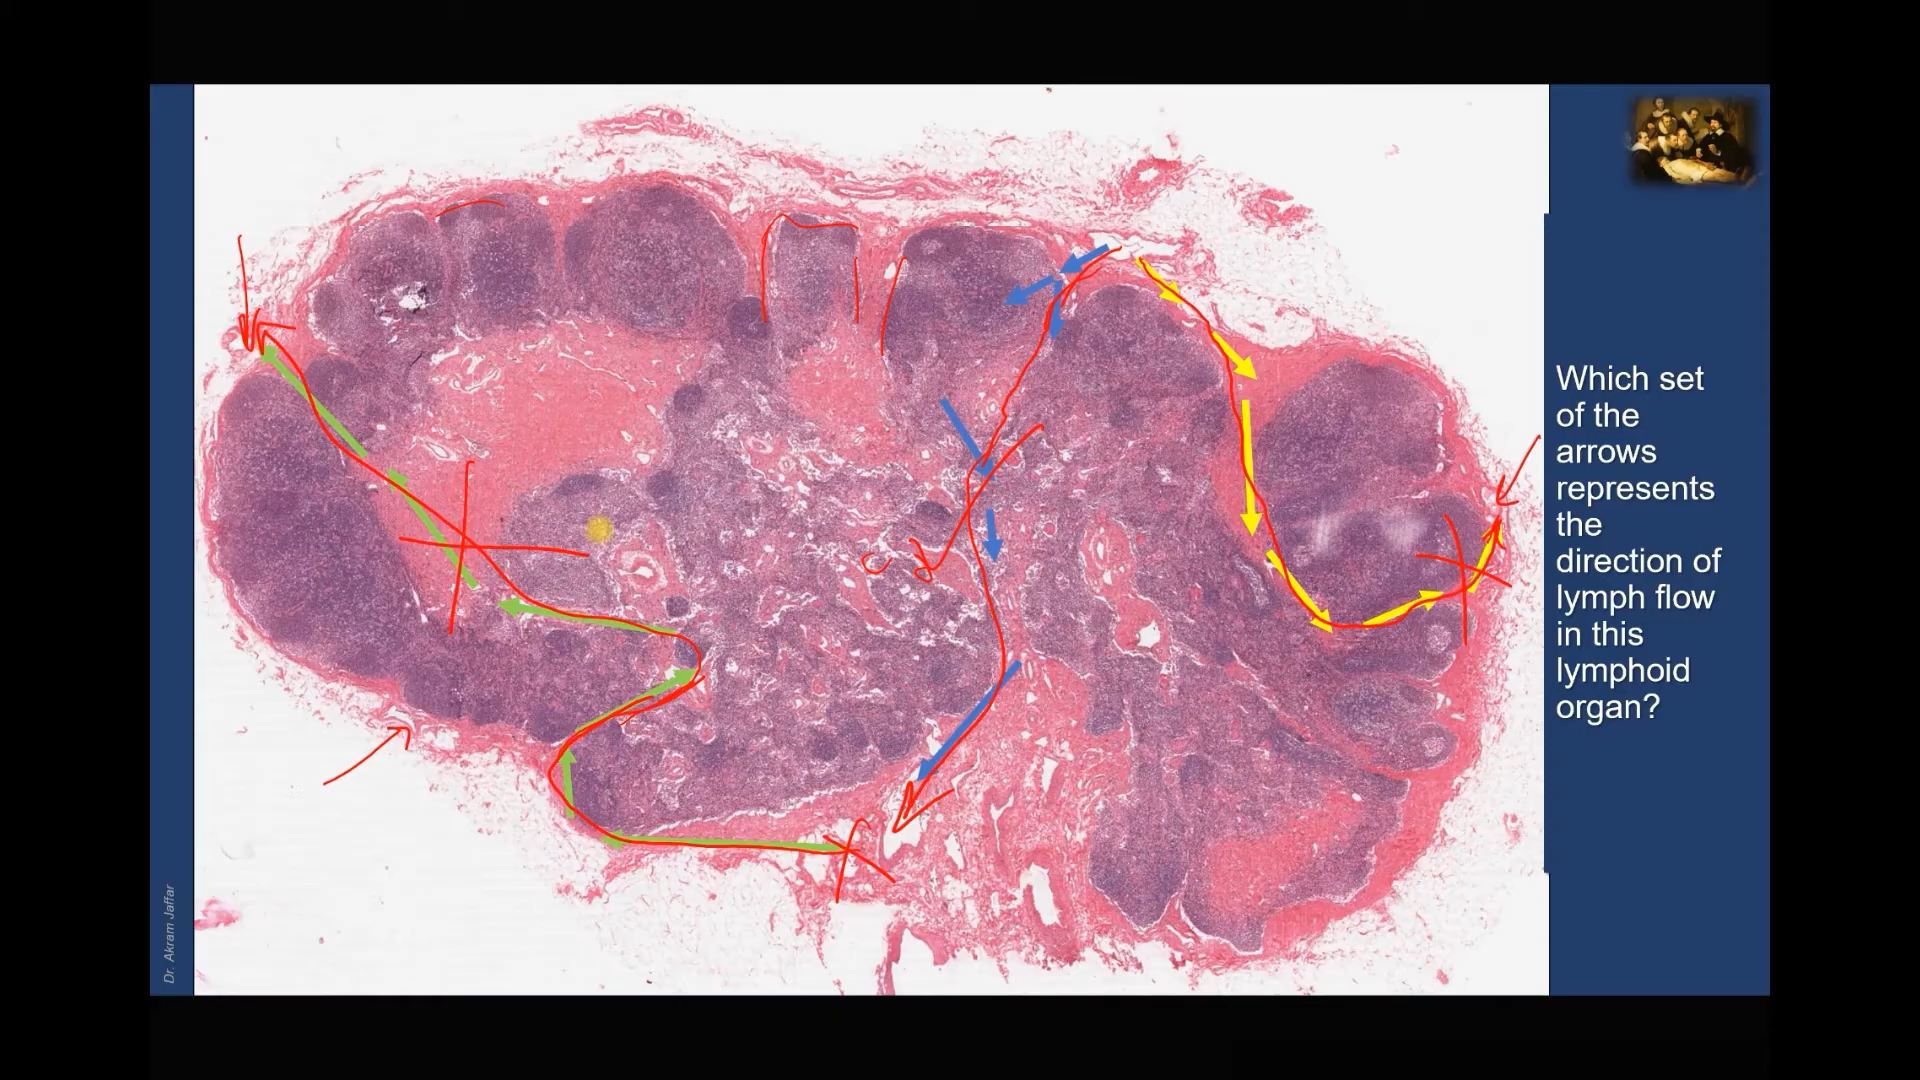 Which set
of the
arrows
represents
the
direction of
lymph flow
in this
lymphoid
organ?
Dr. Akram Jaffar